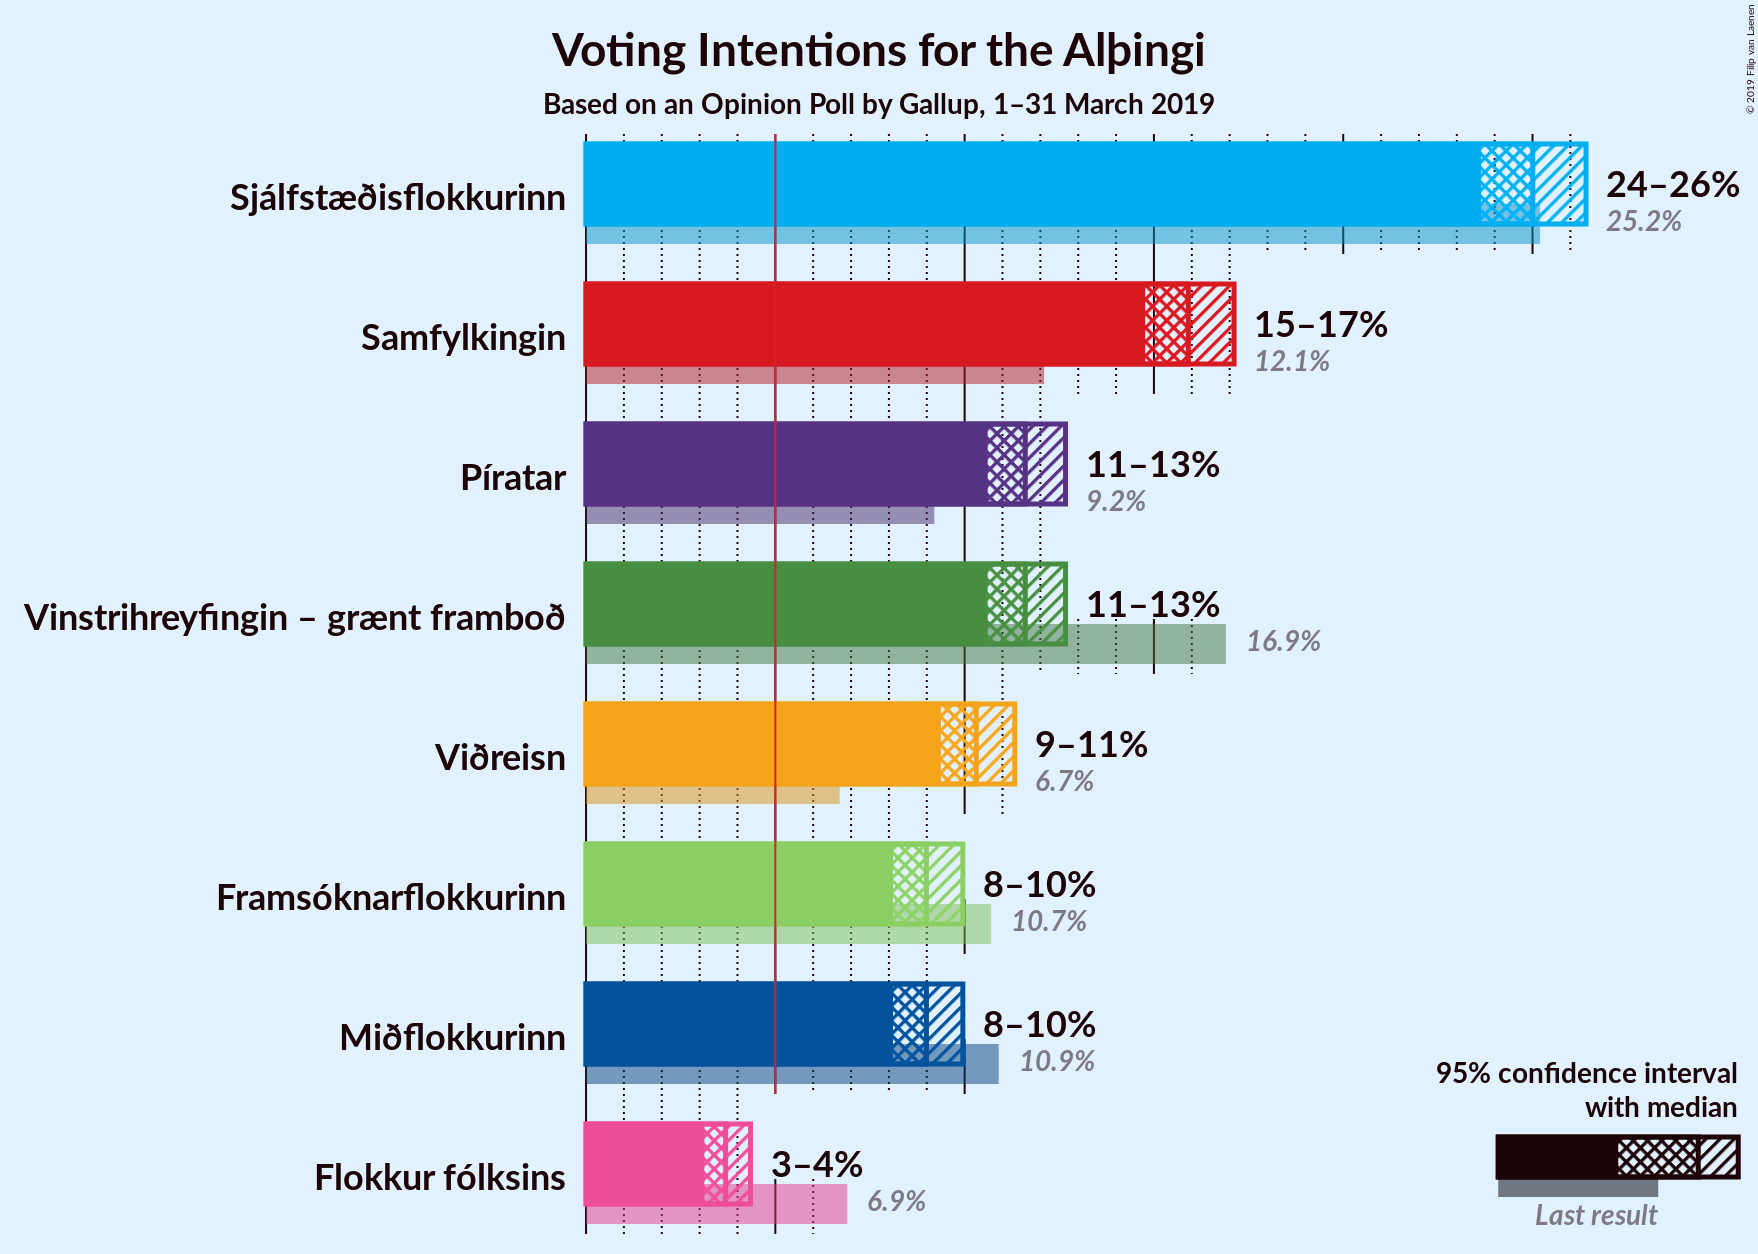 Voting Intentions for the Alþingi
Based on an Opinion Poll by Gallup, 1–31 March 2019
© 2019 Filip van Laenen
Sjálfstæðisflokkurinn
24–26%
25.2%
Samfylkingin
15–17%
12.1%
Píratar
11–13%
9.2%
Vinstrihreyfingin – grænt framboð
11–13%
16.9%
Viðreisn
9–11%
6.7%
Framsóknarflokkurinn
8–10%
10.7%
Miðflokkurinn
8–10%
10.9%
Flokkur fólksins
3–4%
6.9%
95% confidence interval
with median
Last result